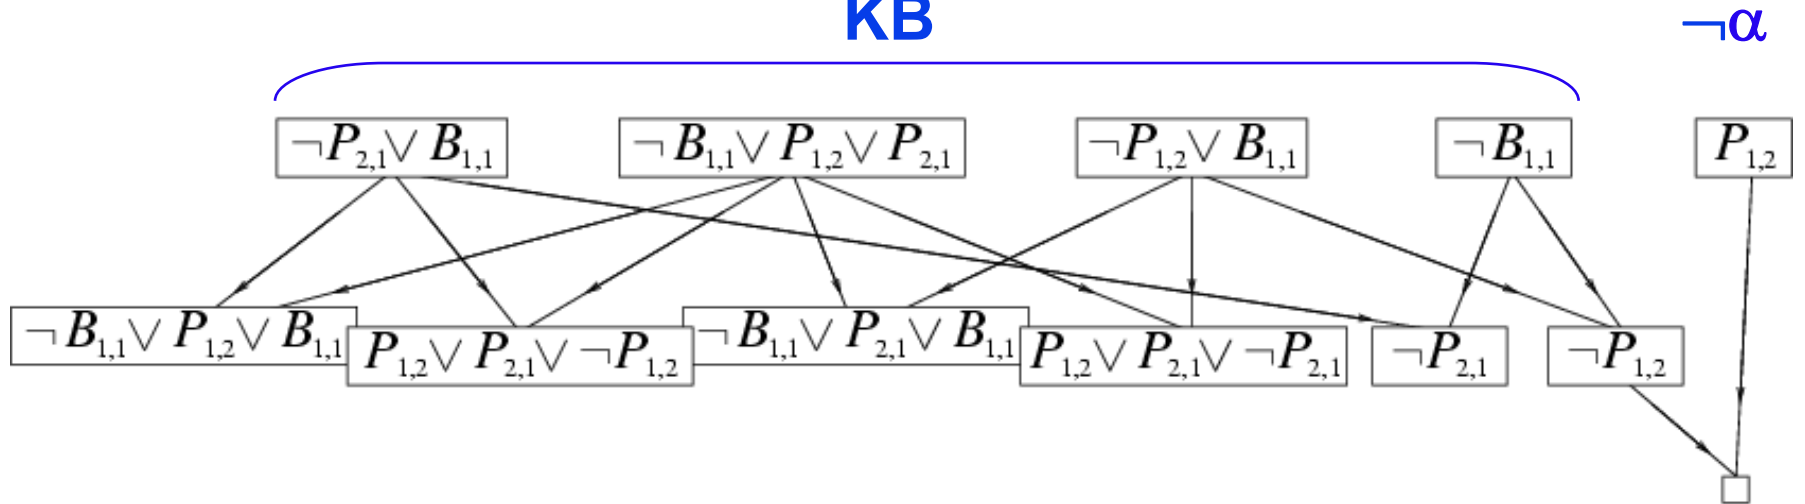 KB ¬α
¬P2,1 ∨ B1,1 ¬B1,1 ∨ P1,2 ∨ P2,1 ¬P1,2 ∨ B1,1 ¬B1,1 P1,2
¬B1,1 ∨ P1,2 ∨ B1,1 P1,2 ∨ P2,1 ∨ ¬P1,2 ¬B1,1 ∨ P2,1 ∨ B1,1 P1,2 ∨ P2,1 ∨ ¬P2,1 ¬P2,1 ¬P1,2